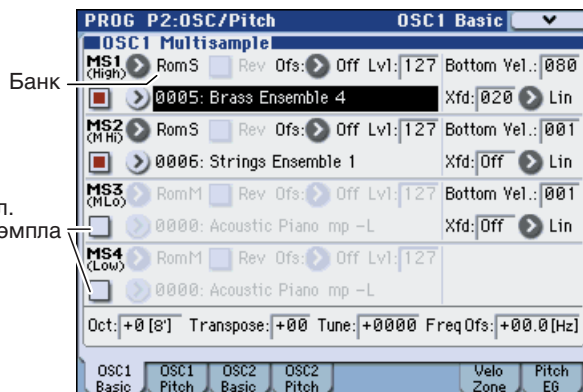 PROG P2:OSC/Pitch OSC1 Basic
OSC1 Multisample
MS1 RomS Rev Ofs: Off Lvl:127 Bottom Vel.:080
(High)
Банк
0005: Brass Ensemble 4 Xfd:020 Lin
MS2 RomS Rev Ofs: Off Lvl:127 Bottom Vel.:001
(M Hi)
0006: Strings Ensemble 1 Xfd:Off Lin
MS3 RomM Rev Ofs: Off Lvl:127 Bottom Vel.:001
(MLo)
л.
эмпла
0000: Acoustic Piano mp -L Xfd:Off Lin
MS4 RomM Rev Ofs: Off Lvl:127
(Low)
0000: Acoustic Piano mp -L
Oct:+0 [8'] Transpose:+00 Tune:+0000 Freq Ofs:+00.0[Hz]
OSC1 Basic OSC1 Pitch OSC2 Basic OSC2 Pitch Velo Zone Pitch EG